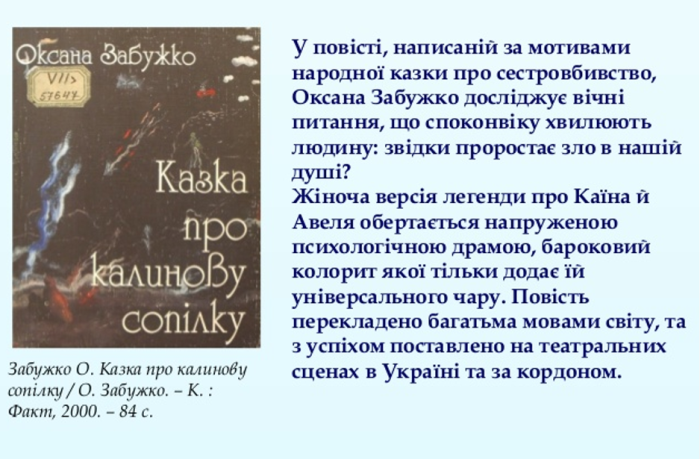 Оксана Забужко
VII>
57647
Казка
про
калинову
сопілку
Забужко О. Казка про калинову
сопілку / О. Забужко. – К. :
Факт, 2000. – 84 с.
У повісті, написаній за мотивами
народної казки про сестровбивство,
Оксана Забужко досліджує вічні
питання, що споконвіку хвилюють
людину: звідки проростає зло в нашій
душі?
Жіноча версія легенди про Каїна й
Авеля обертається напруженою
психологічною драмою, бароковий
колорит якої тільки додає їй
універсального чару. Повість
перекладено багатьма мовами світу, та
з успіхом поставлено на театральних
сценах в Україні та за кордоном.